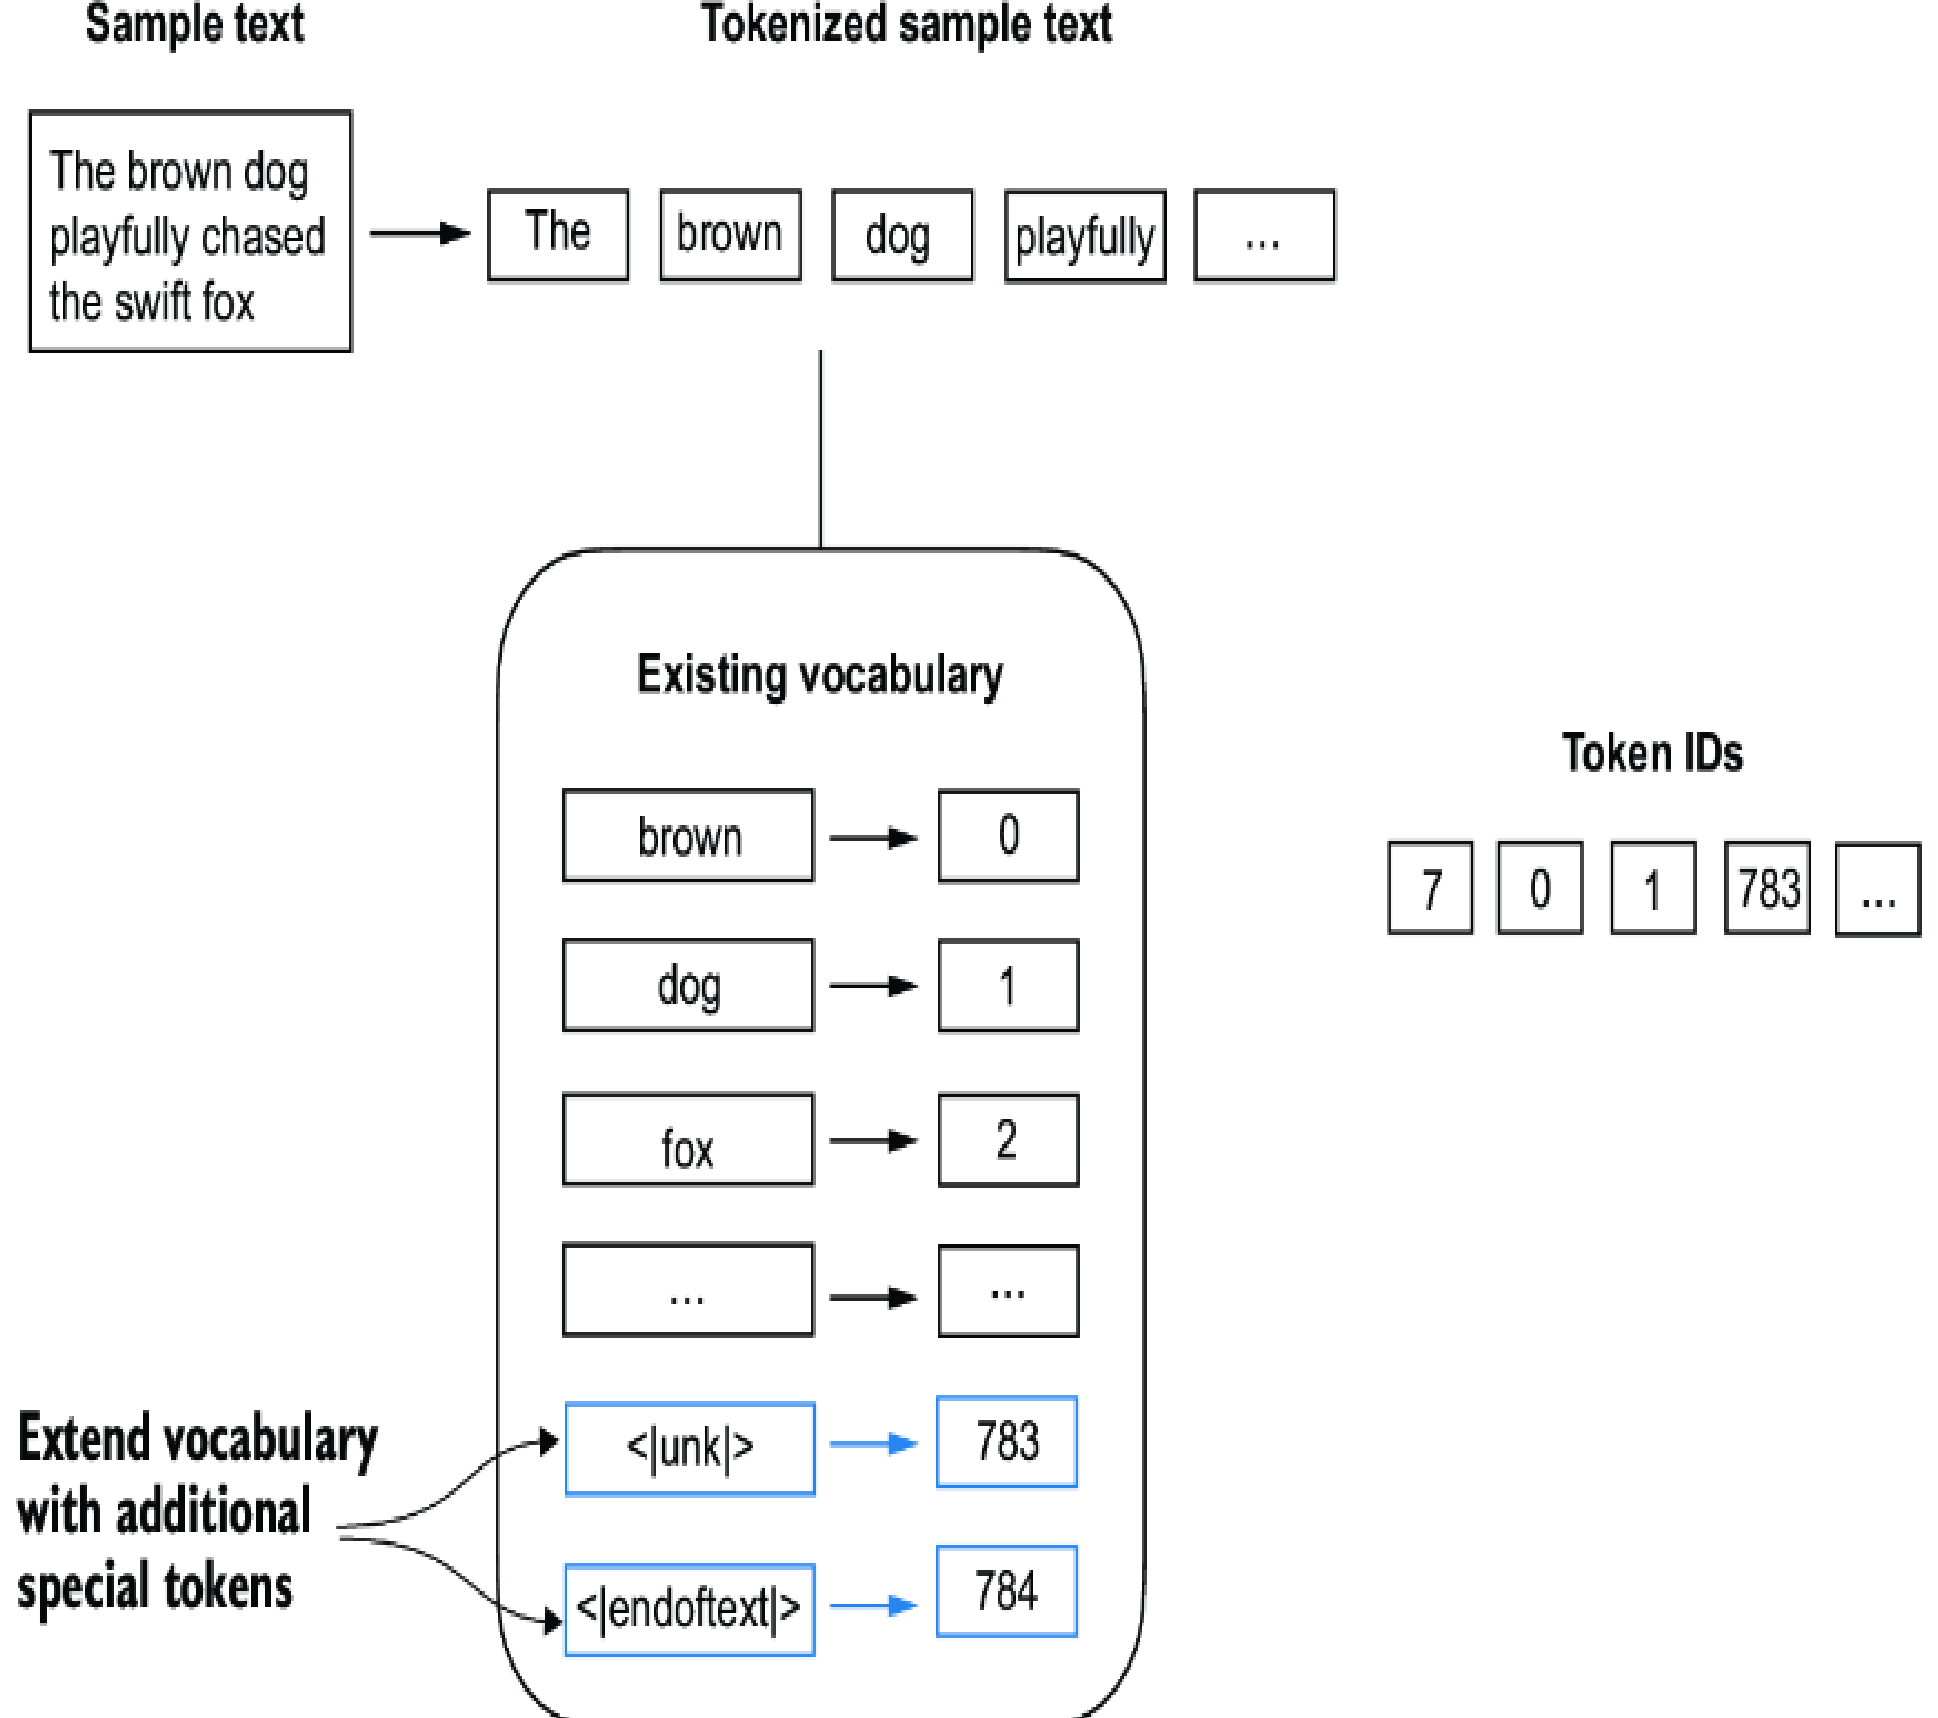 Sample text
Tokenized sample text
The brown dog
playfully chased
the swift fox
The
brown
dog
playfully
...
Existing vocabulary
brown
0
dog
1
fox
2
...
...
<|unk|>
783
<|endoftext|>
784
Token IDs
7
0
1
783
...
Extend vocabulary
with additional
special tokens